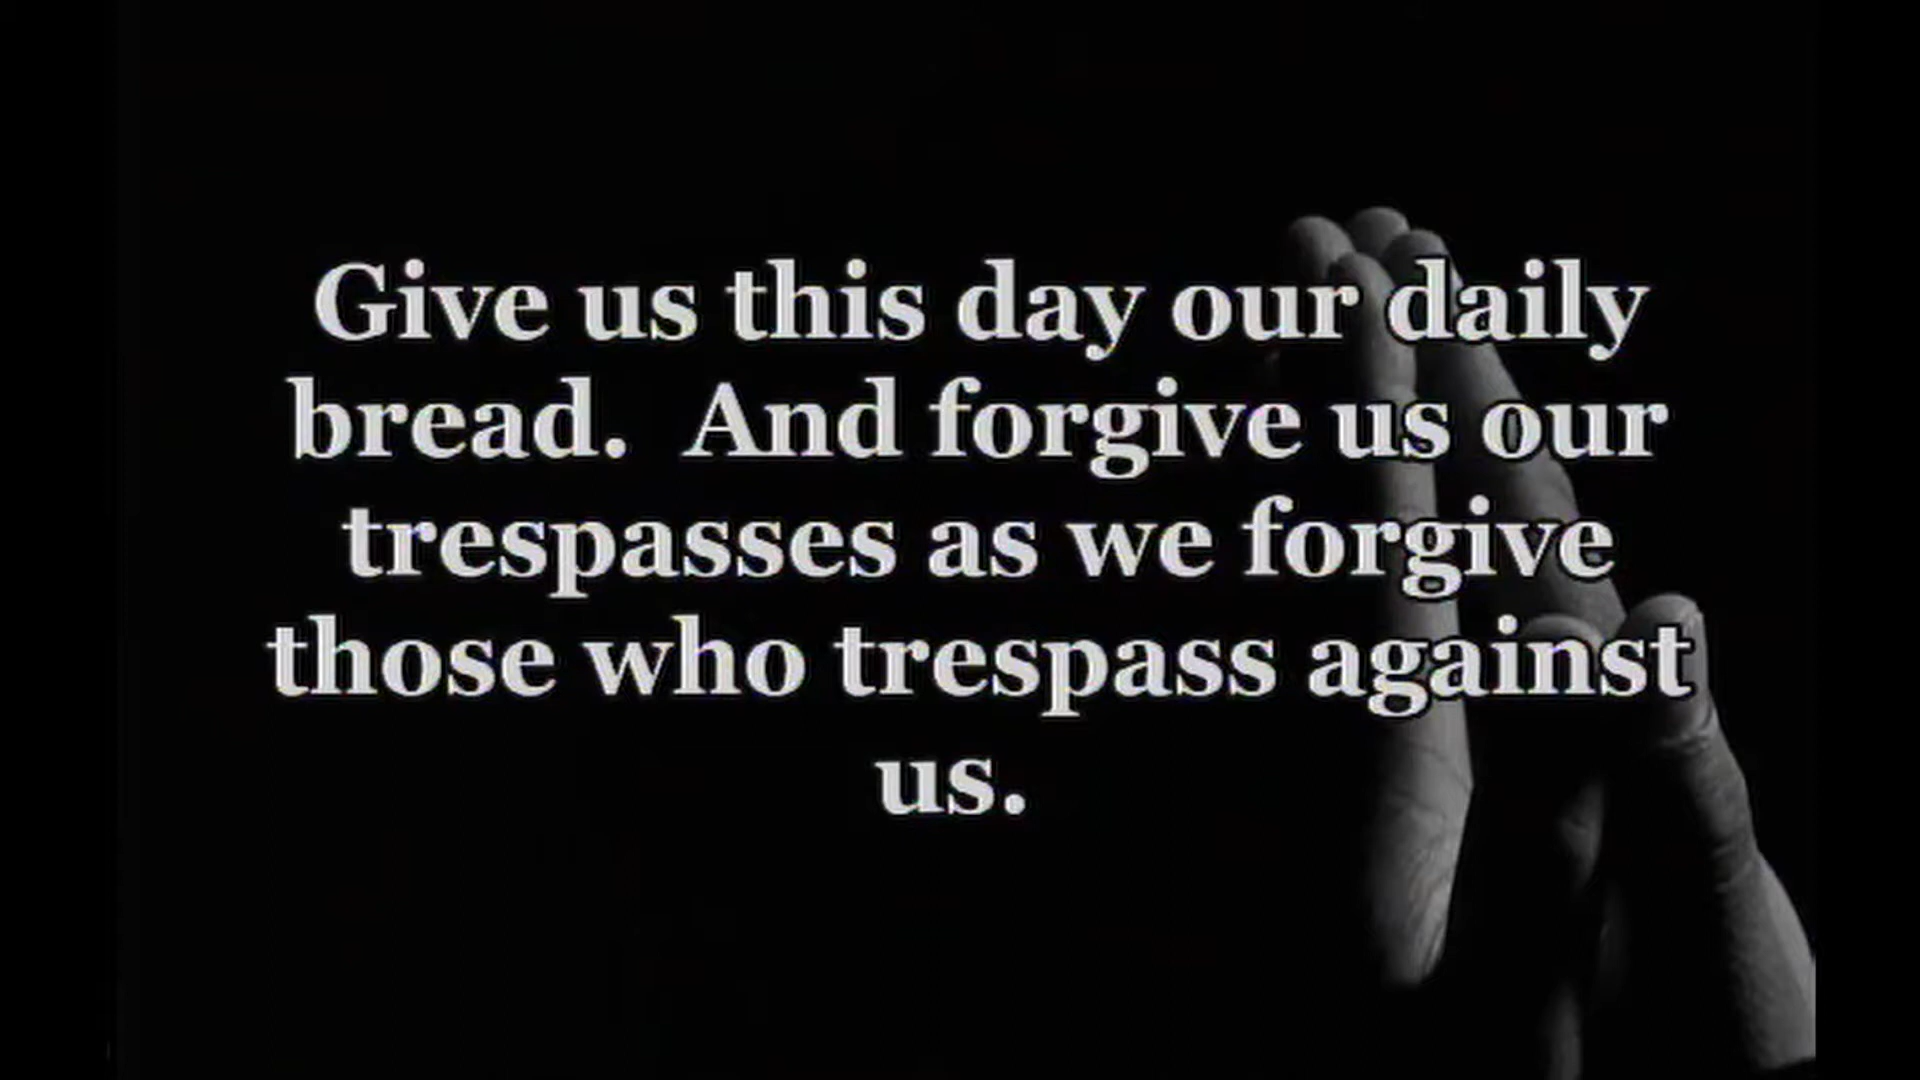 Give us this day our daily
bread.  And forgive us our
trespasses as we forgive
those who trespass against
us.